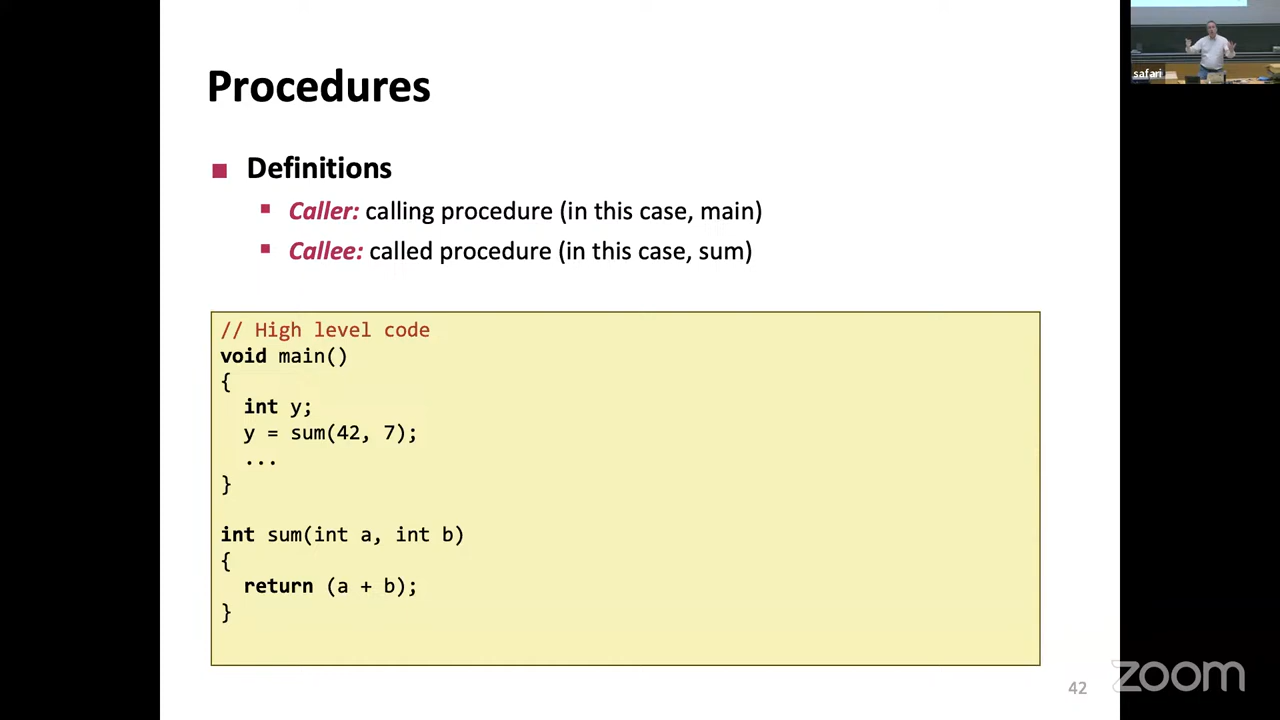 Procedures
Definitions
Caller: calling procedure (in this case, main)
Callee: called procedure (in this case, sum)
// High level code
void main()
{
  int y;
  y = sum(42, 7);
  ...
}
int sum(int a, int b)
{
  return (a + b);
}
42
safari
zoom